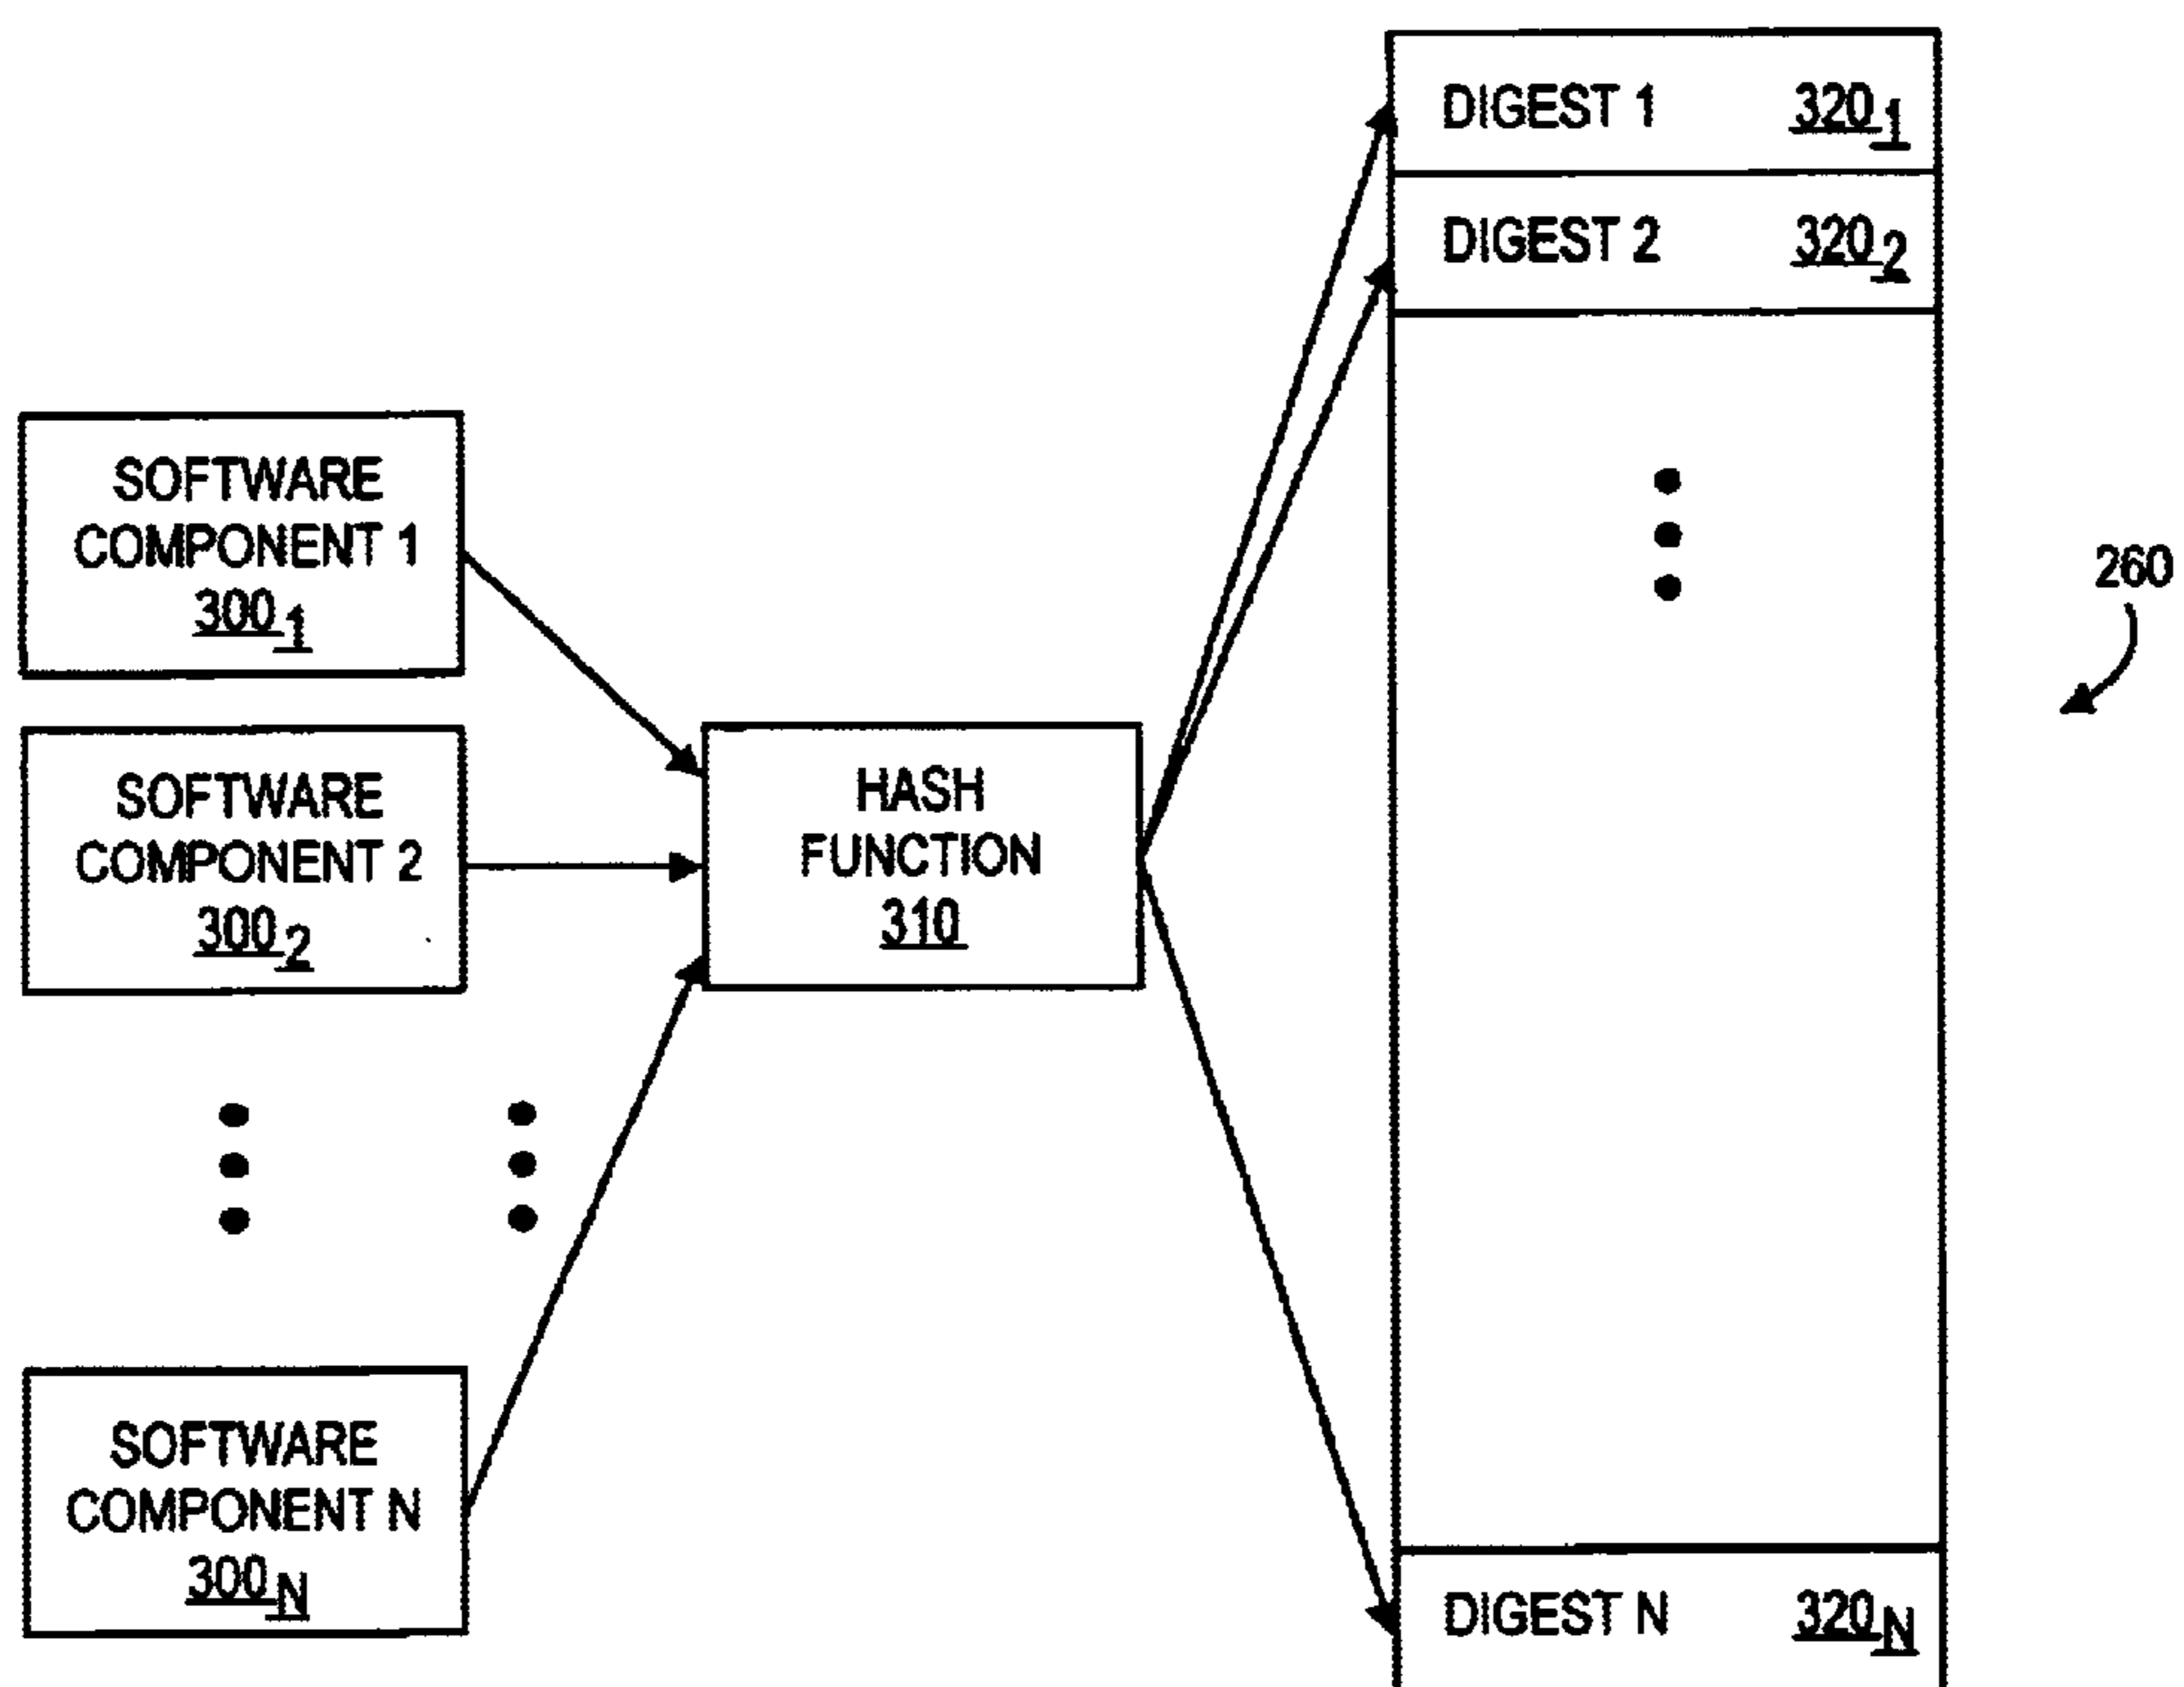 DIGEST 1 320₁
DIGEST 2 320₂
260
SOFTWARE
COMPONENT 1
300₁
SOFTWARE
COMPONENT 2
300₂
HASH
FUNCTION
310
SOFTWARE
COMPONENT N
300N
DIGEST N 320N